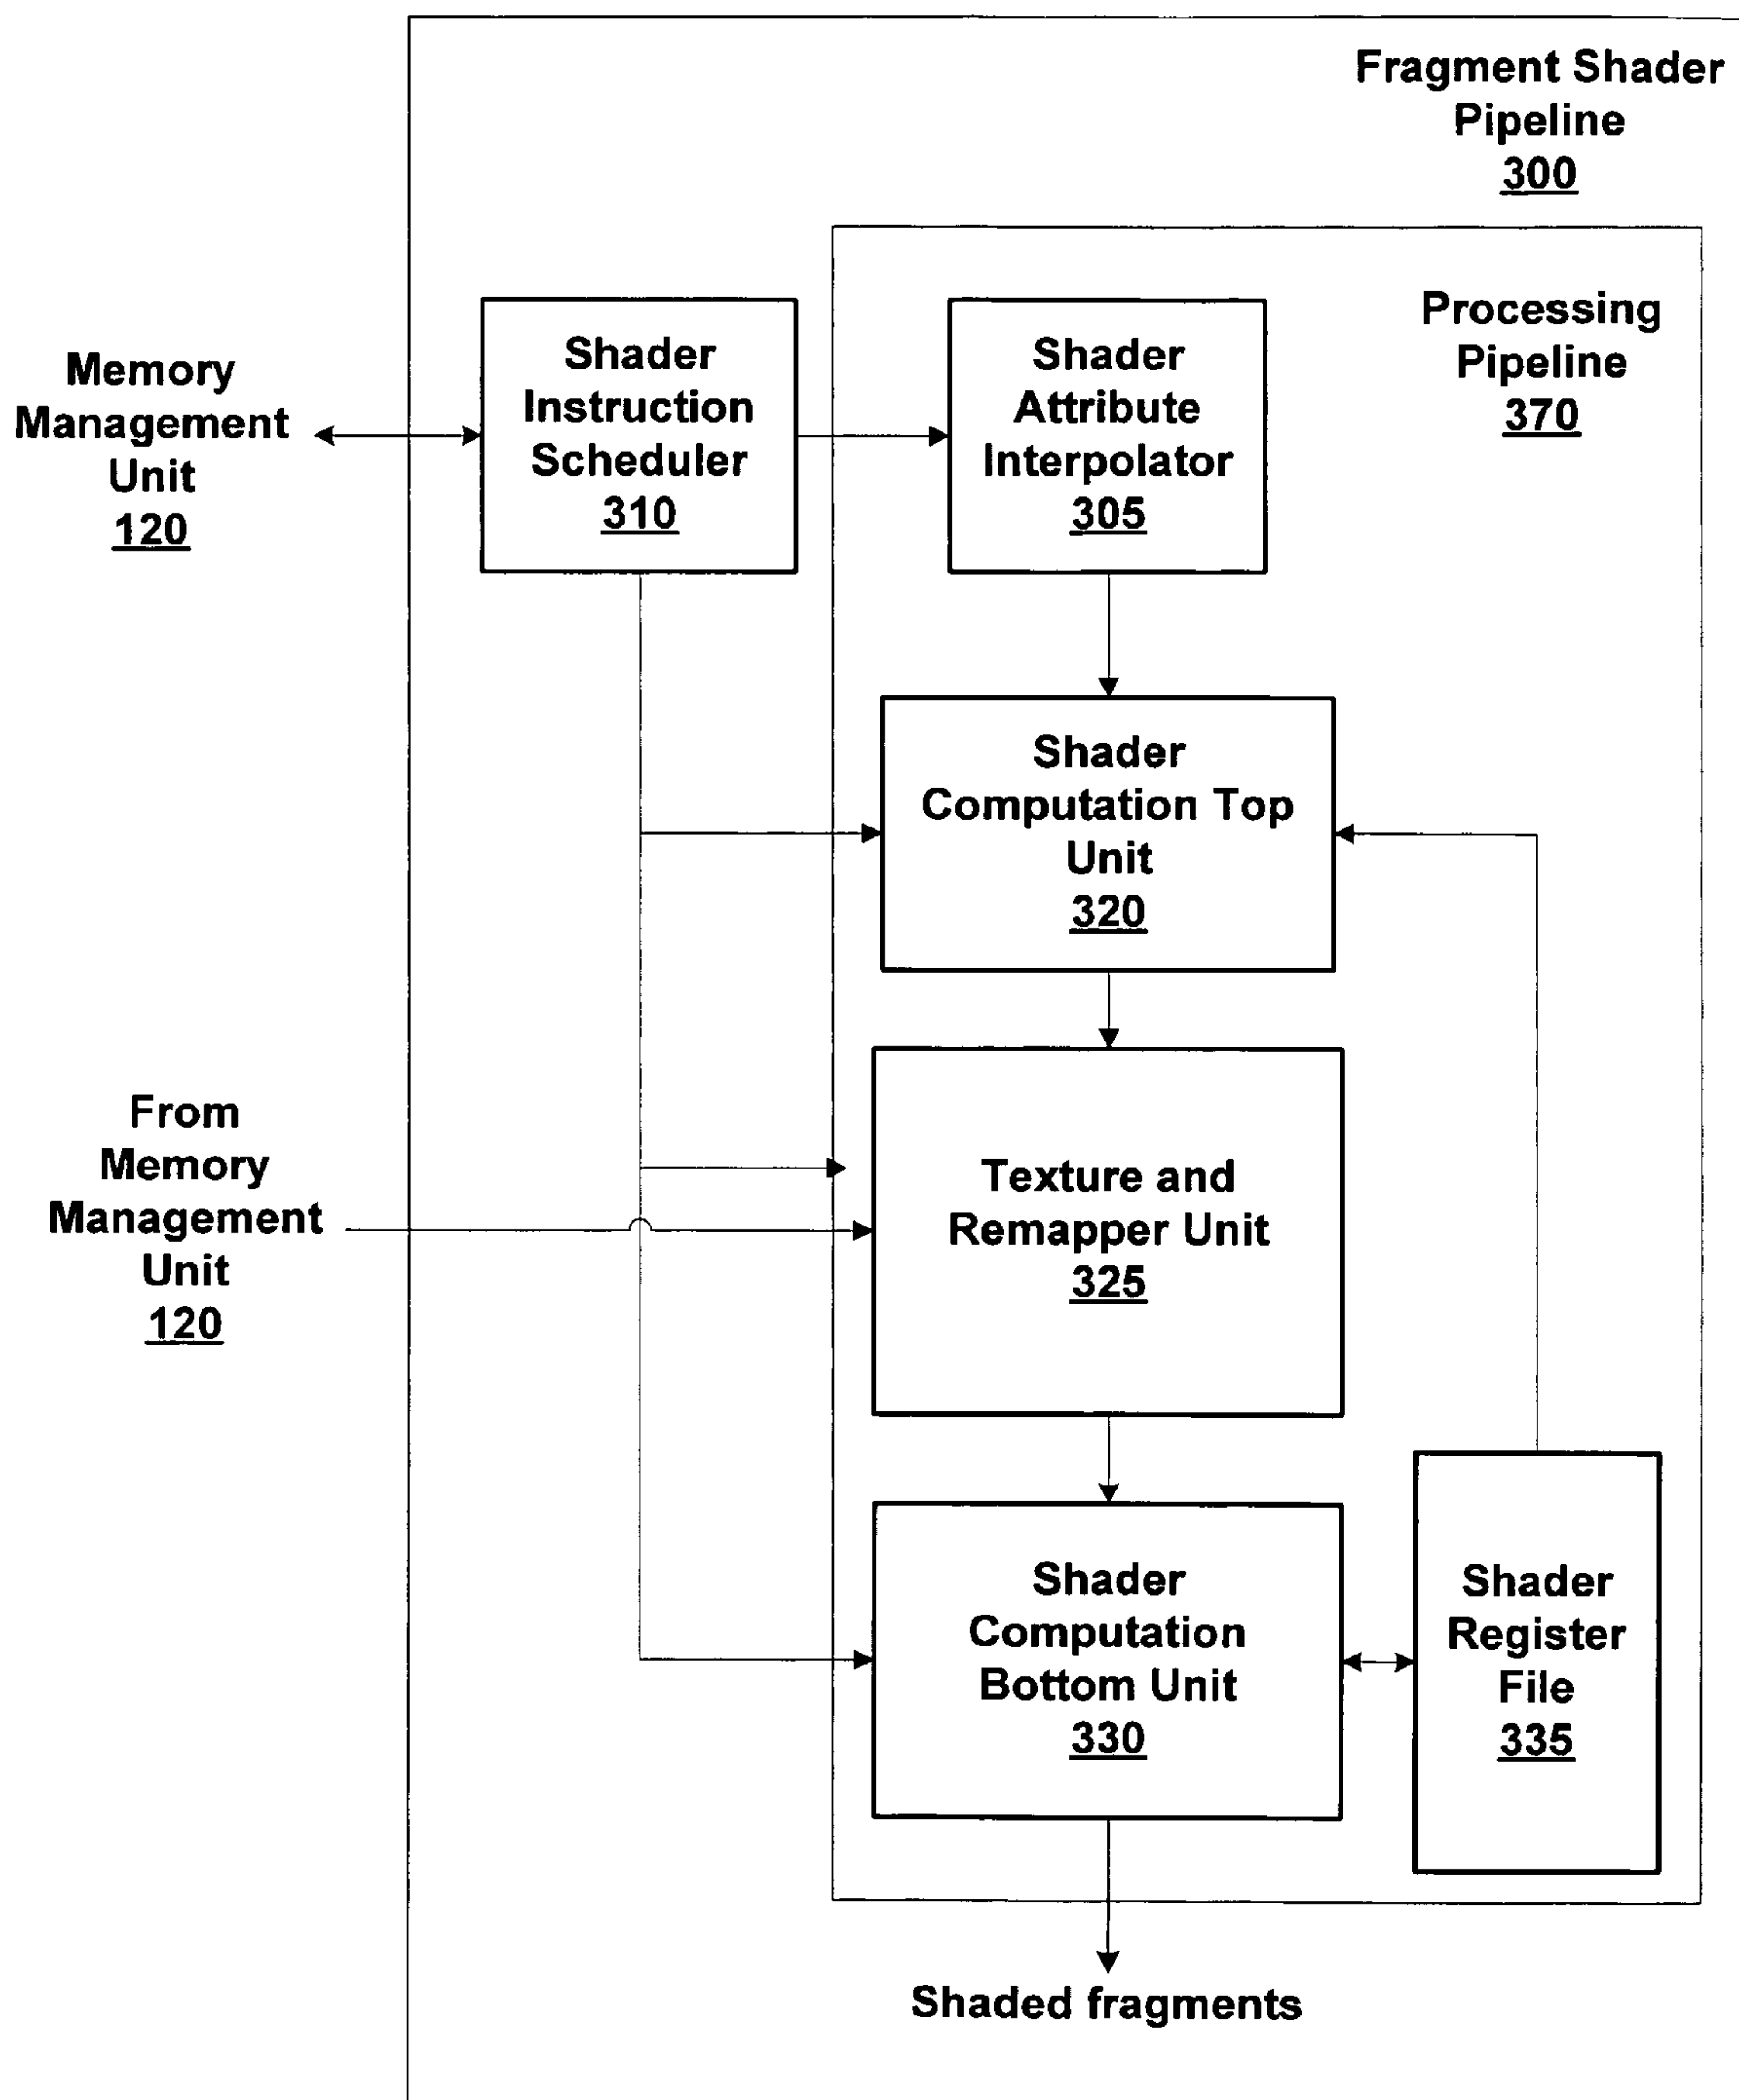 Fragment Shader
Pipeline
300
Processing
Pipeline
370
Memory
Management
Unit
120
Shader
Instruction
Scheduler
310
Shader
Attribute
Interpolator
305
Shader
Computation Top
Unit
320
From
Memory
Management
Unit
120
Texture and
Remapper Unit
325
Shader
Computation
Bottom Unit
330
Shader
Register
File
335
Shaded fragments